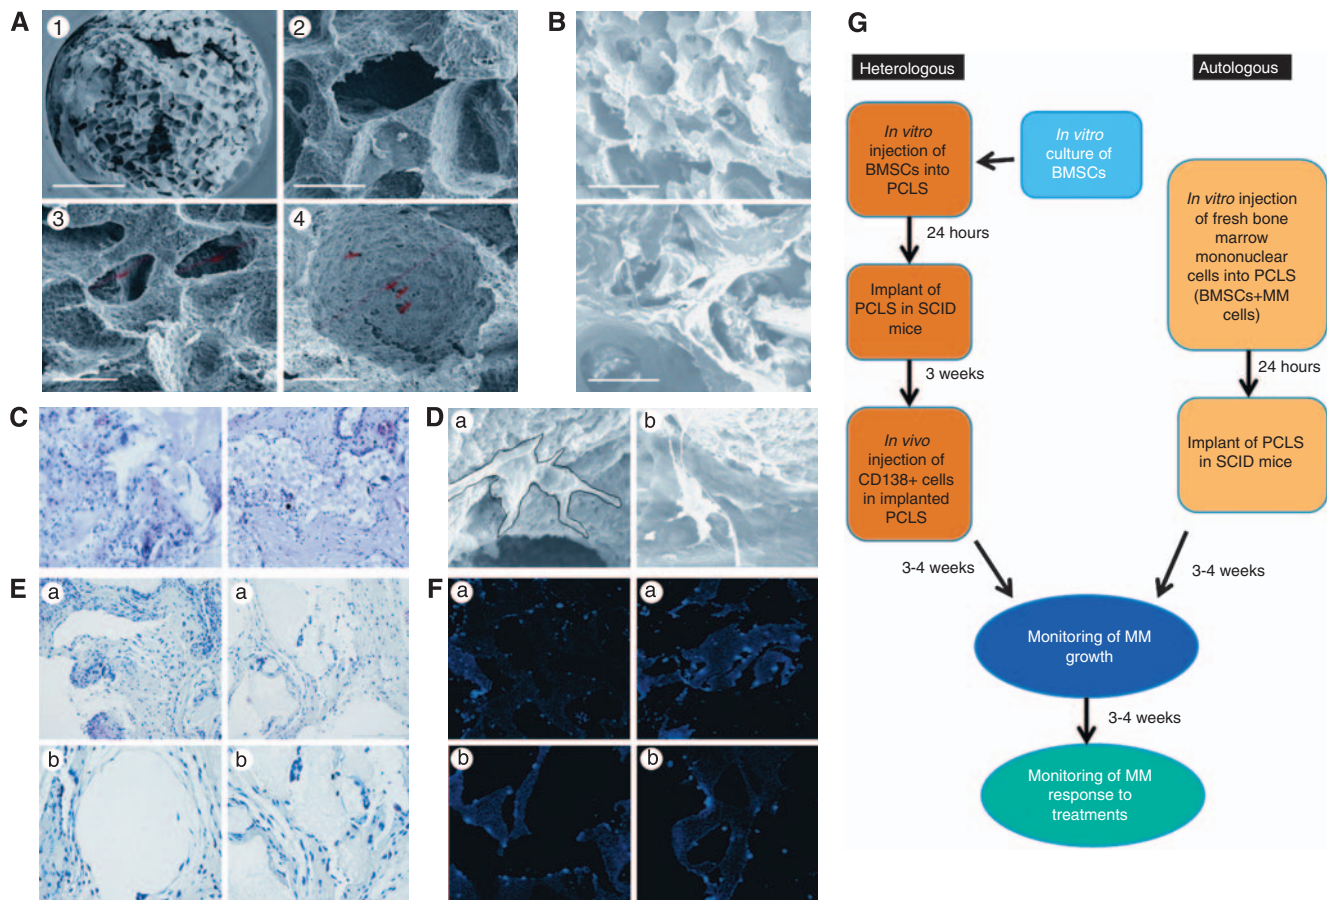 A
1
2
3
4
B
C
D
a
b
E
a
a
b
b
F
a
a
b
b
G
Heterologous
Autologous
In vitro
injection of
BMSCs into
PCLS
In vitro
culture of
BMSCs
24 hours
Implant of
PCLS in SCID
mice
3 weeks
In vivo
injection of
CD138+ cells
in implanted
PCLS
3-4 weeks
In vitro injection
of fresh bone
marrow
mononuclear
cells into PCLS
(BMSCs+MM
cells)
24 hours
Implant of PCLS
in SCID mice
3-4 weeks
Monitoring of MM
growth
3-4 weeks
Monitoring of MM
response to
treatments